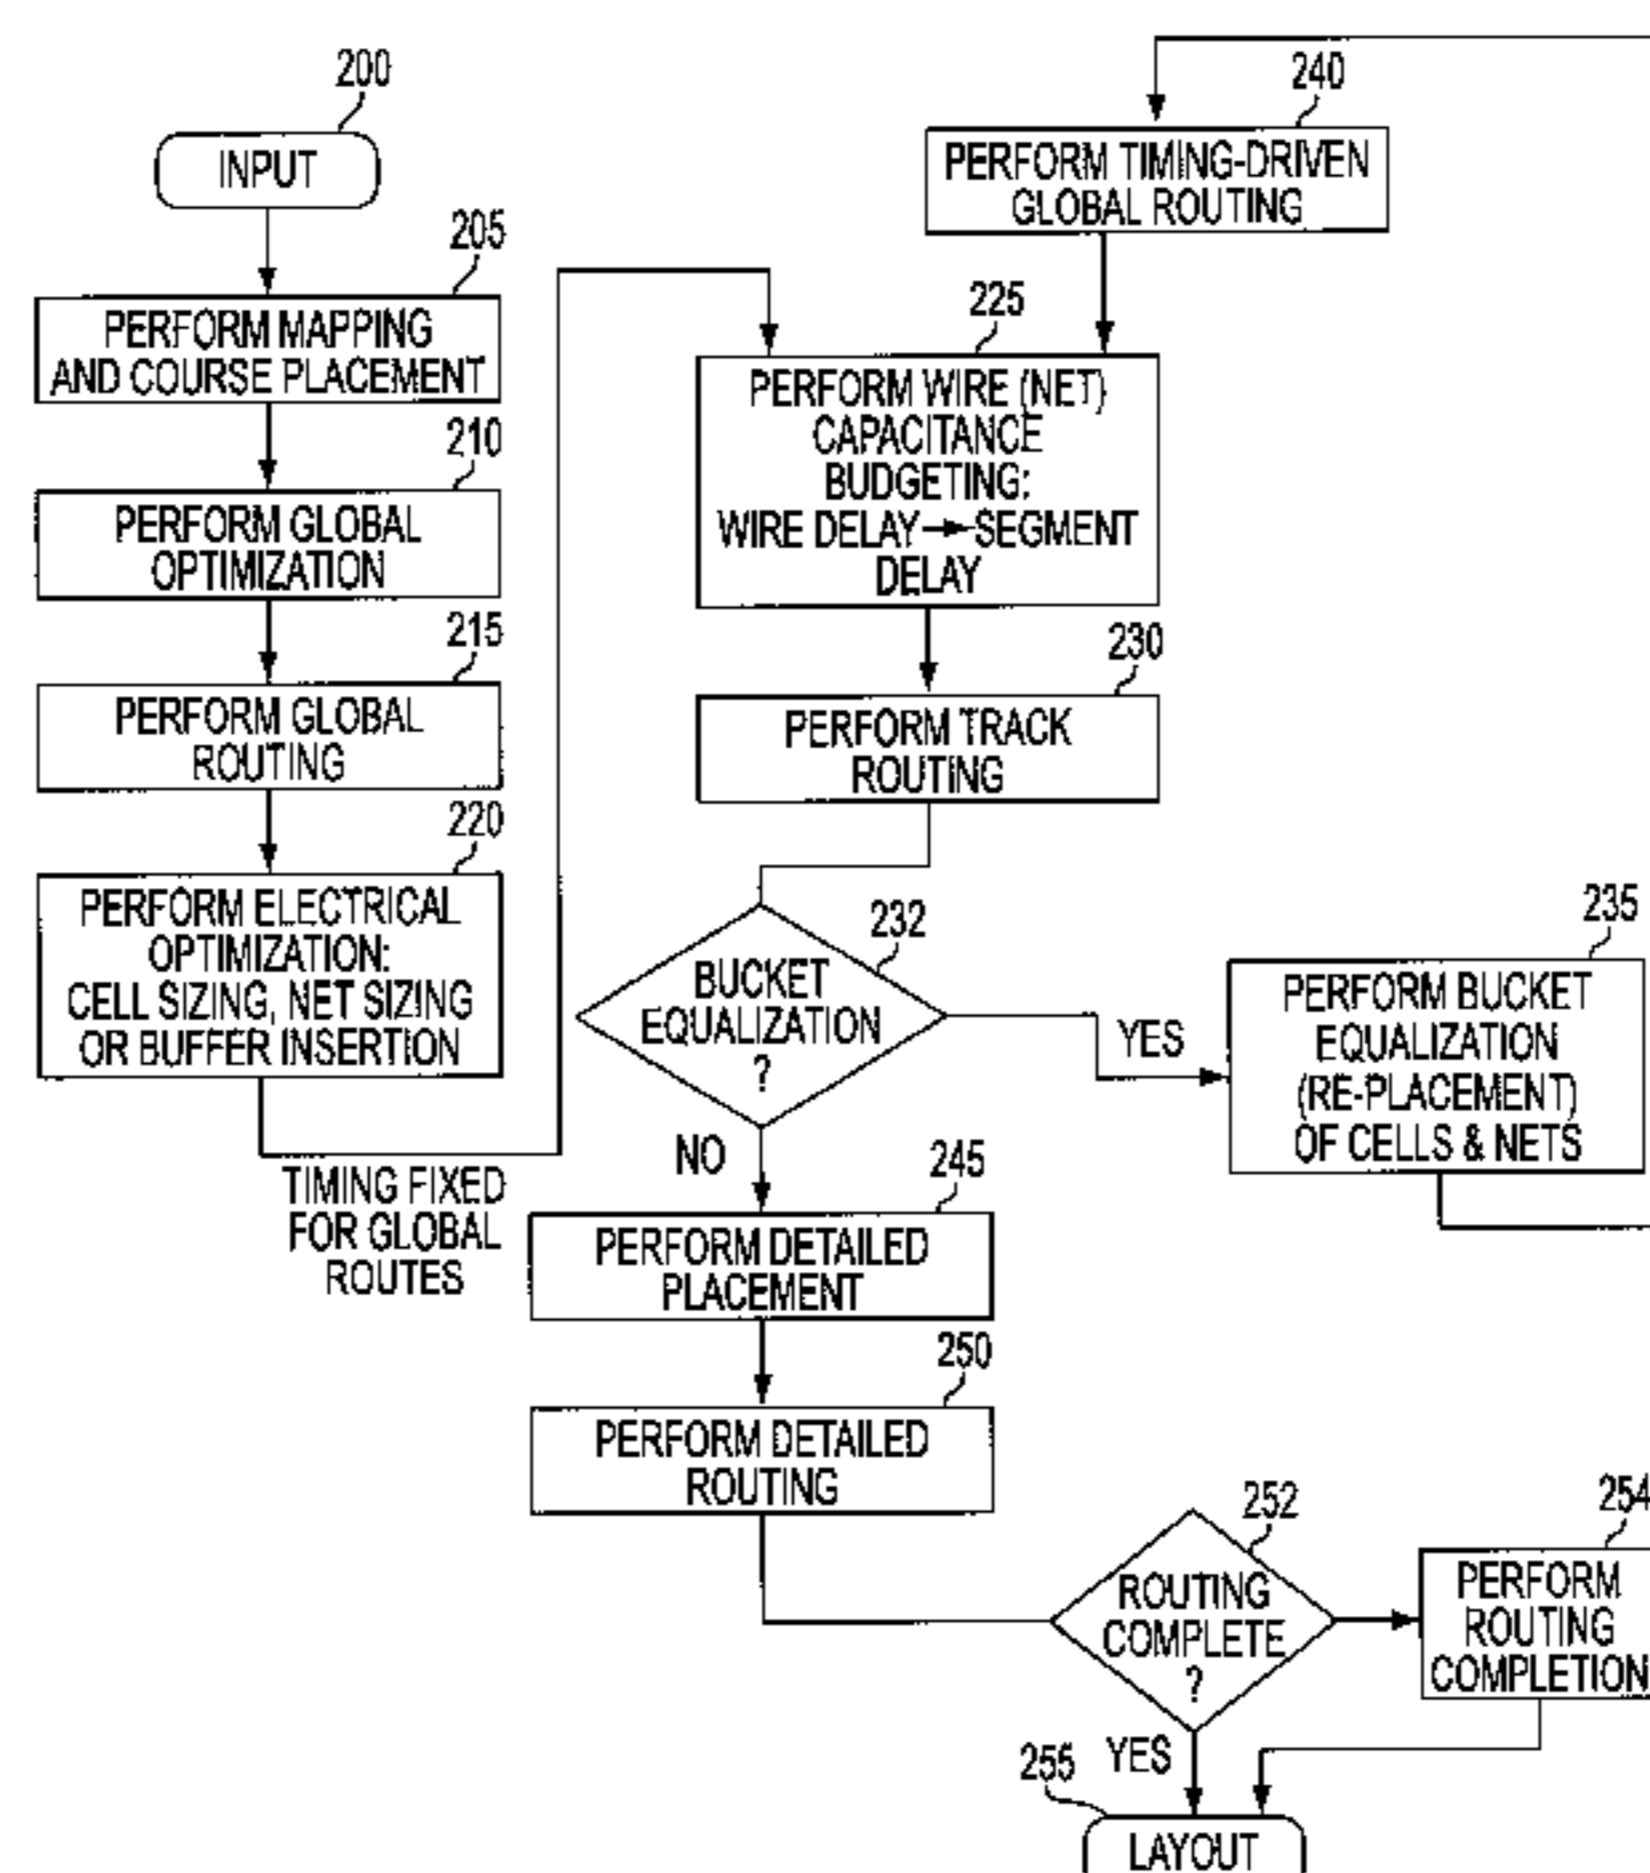 200
INPUT
205
PERFORM MAPPING
AND COURSE PLACEMENT
210
PERFORM GLOBAL
OPTIMIZATION
215
PERFORM GLOBAL
ROUTING
220
PERFORM ELECTRICAL
OPTIMIZATION:
CELL SIZING, NET SIZING
OR BUFFER INSERTION
TIMING FIXED
FOR GLOBAL
ROUTES
240
PERFORM TIMING-DRIVEN
GLOBAL ROUTING
225
PERFORM WIRE (NET)
CAPACITANCE
BUDGETING:
WIRE DELAY → SEGMENT
DELAY
230
PERFORM TRACK
ROUTING
232
BUCKET
EQUALIZATION
?
YES
235
PERFORM BUCKET
EQUALIZATION
(RE-PLACEMENT)
OF CELLS & NETS
NO
245
PERFORM DETAILED
PLACEMENT
250
PERFORM DETAILED
ROUTING
252
ROUTING
COMPLETE
?
254
PERFORM
ROUTING
COMPLETION
YES
255
LAYOUT